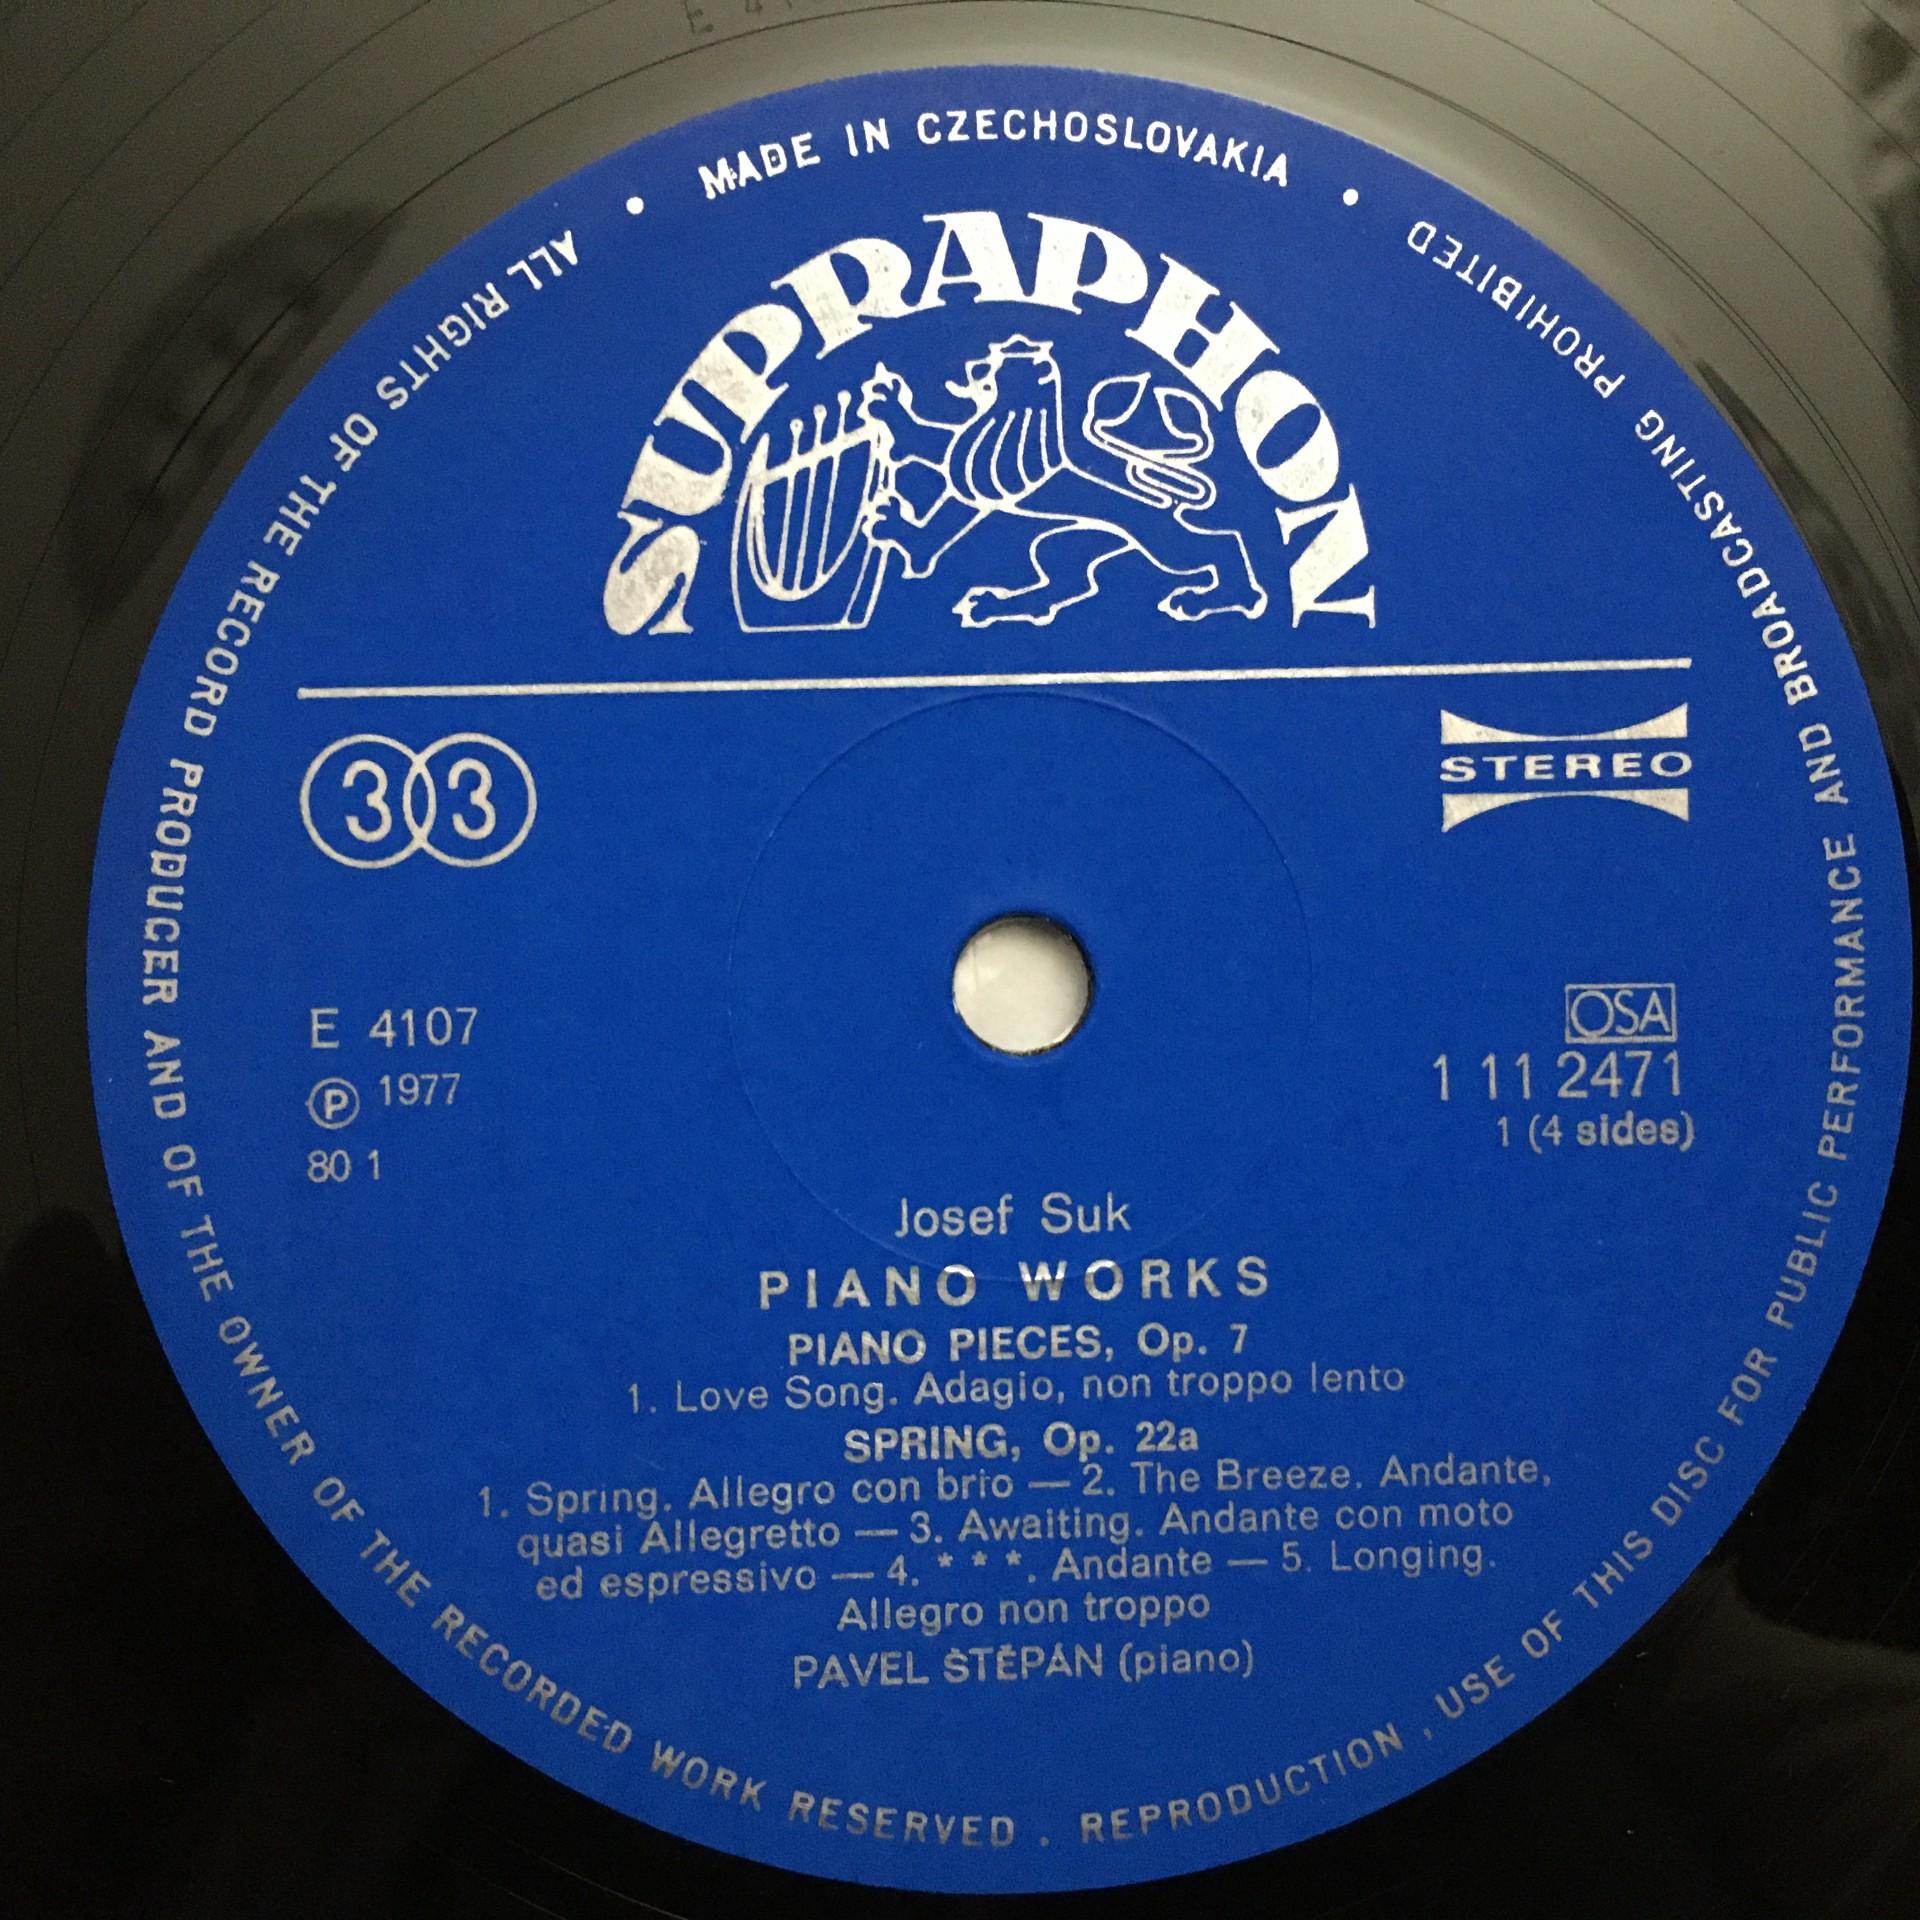 MADE IN CZECHOSLOVAKIA
SUPRAPHON
33
STEREO
E 4107
Ⓟ 1977
80 1
OSA
1 11 2471
1 (4 sides)
Josef Suk
PIANO WORKS
PIANO PIECES, Op. 7
1. Love Song. Adagio, non troppo lento
SPRING, Op. 22a
1. Spring. Allegro con brio — 2. The Breeze. Andante,
quasi Allegretto — 3. Awaiting. Andante con moto
ed espressivo — 4. * * *. Andante — 5. Longing.
Allegro non troppo
PAVEL ŠTĚPÁN (piano)
ALL RIGHTS OF THE RECORD PRODUCER AND OF THE OWNER OF THE RECORDED WORK RESERVED . REPRODUCTION , USE OF THIS DISC FOR PUBLIC PERFORMANCE AND BROADCASTING PROHIBITED